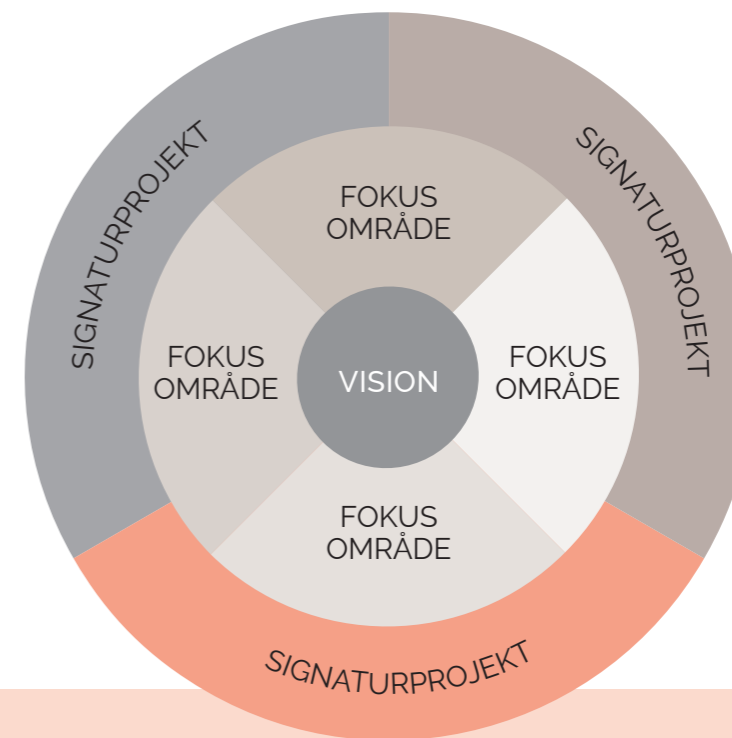 SIGNATURPROJEKT
SIGNATURPROJEKT
FOKUS
OMRÅDE
FOKUS
OMRÅDE
VISION
FOKUS
OMRÅDE
FOKUS
OMRÅDE
SIGNATURPROJEKT